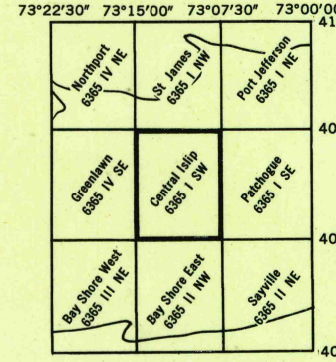 73°22'30" 73°15'00" 73°07'30" 73°00'00
41
Northport
6365 IV NE
St James
6365 I NW
Port Jefferson
6365 I NE
40
Greenlawn
6365 IV SE
Central Islip
6365 I SW
Patchogue
6365 I SE
40
Bay Shore West
6365 III NE
Bay Shore East
6365 II NW
Sayville
6365 II NE
40